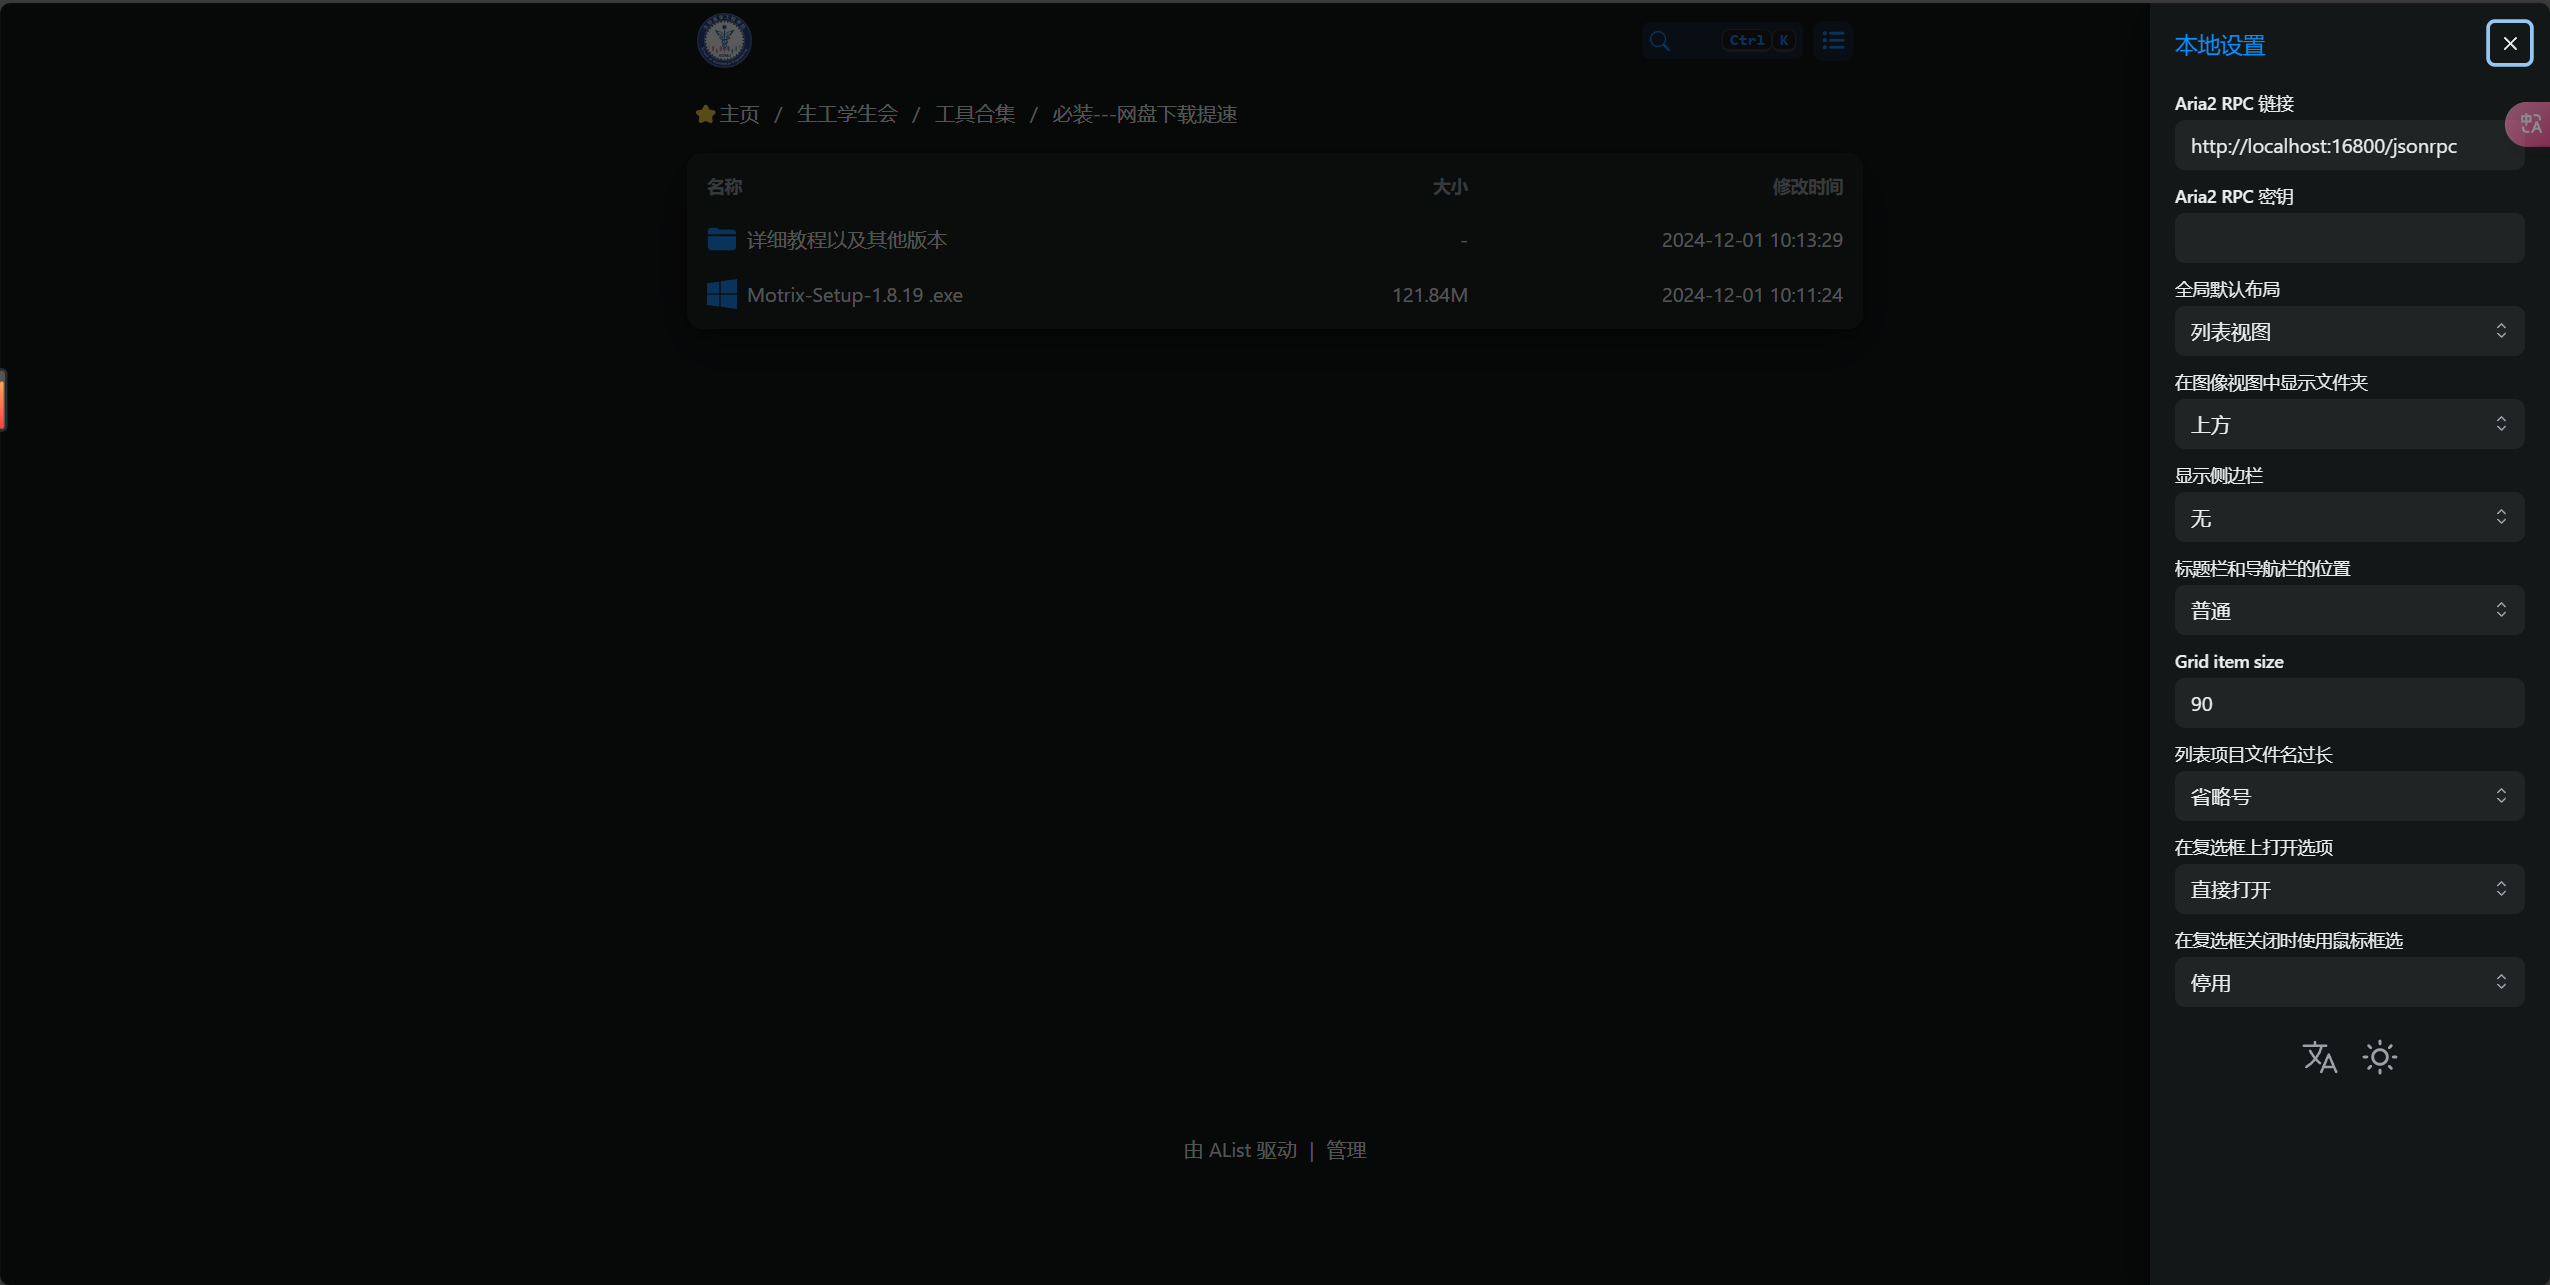 Ctrl K
主页 / 生工学生会 / 工具合集 / 必装---网盘下载提速
名称 大小 修改时间
详细教程以及其他版本 - 2024-12-01 10:13:29
Motrix-Setup-1.8.19 .exe 121.84M 2024-12-01 10:11:24
由 AList 驱动 | 管理
本地设置
Aria2 RPC 链接
http://localhost:16800/jsonrpc
Aria2 RPC 密钥
全局默认布局
列表视图
在图像视图中显示文件夹
上方
显示侧边栏
无
标题栏和导航栏的位置
普通
Grid item size
90
列表项目文件名过长
省略号
在复选框上打开选项
直接打开
在复选框关闭时使用鼠标框选
停用